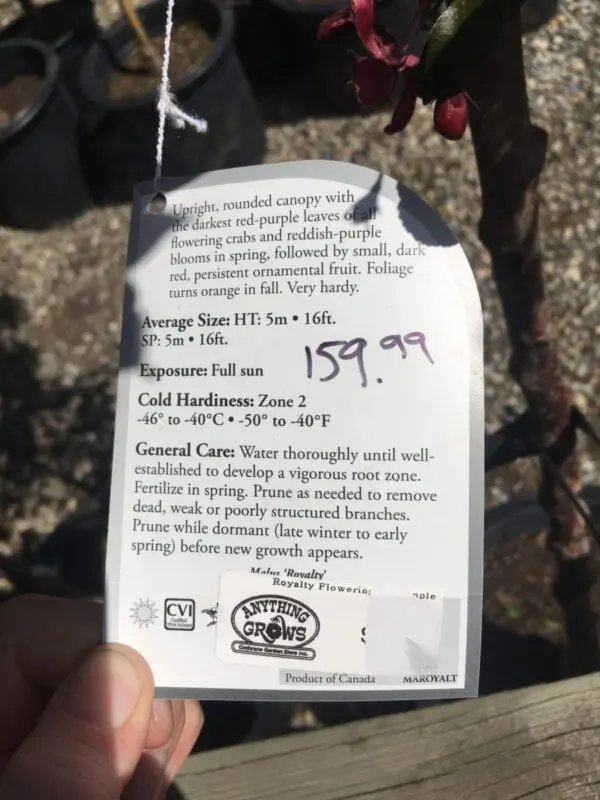 Upright, rounded canopy with
the darkest red-purple leaves of all
flowering crabs and reddish-purple
blooms in spring, followed by small, dark
red, persistent ornamental fruit. Foliage
turns orange in fall. Very hardy.
Average Size: HT: 5m • 16ft.
SP: 5m • 16ft.
159.99
Exposure: Full sun
Cold Hardiness: Zone 2
-46° to -40°C • -50° to -40°F
General Care: Water thoroughly until well-
established to develop a vigorous root zone.
Fertilize in spring. Prune as needed to remove
dead, weak or poorly structured branches.
Prune while dormant (late winter to early
spring) before new growth appears.
Malus 'Royalty'
Royalty Flowering
CVI
ANYTHING
GROWS
Cochrane Garden Store Inc.
Product of Canada MAROYALT